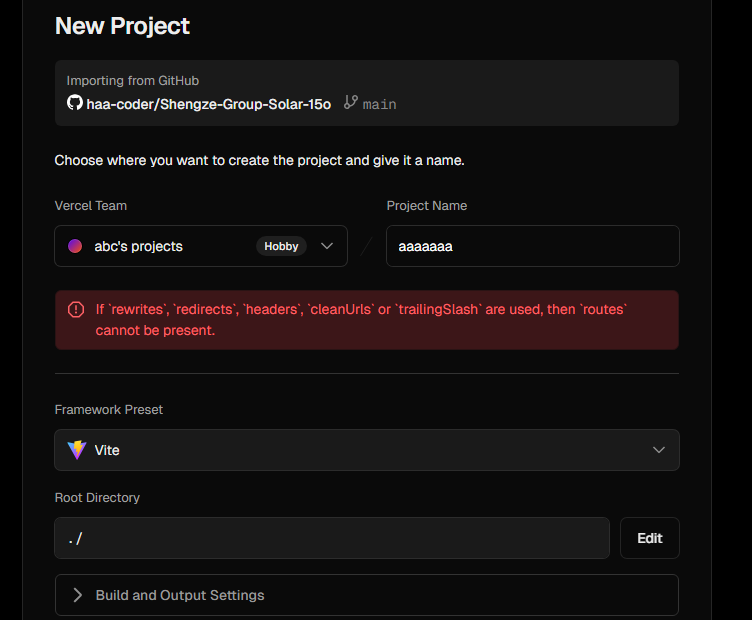 New Project
Importing from GitHub
haa-coder/Shengze-Group-Solar-15o main
Choose where you want to create the project and give it a name.
Vercel Team
Project Name
abc's projects Hobby
/
aaaaaaa
If `rewrites`, `redirects`, `headers`, `cleanUrls` or `trailingSlash` are used, then `routes`
cannot be present.
Framework Preset
Vite
Root Directory
./
Edit
Build and Output Settings